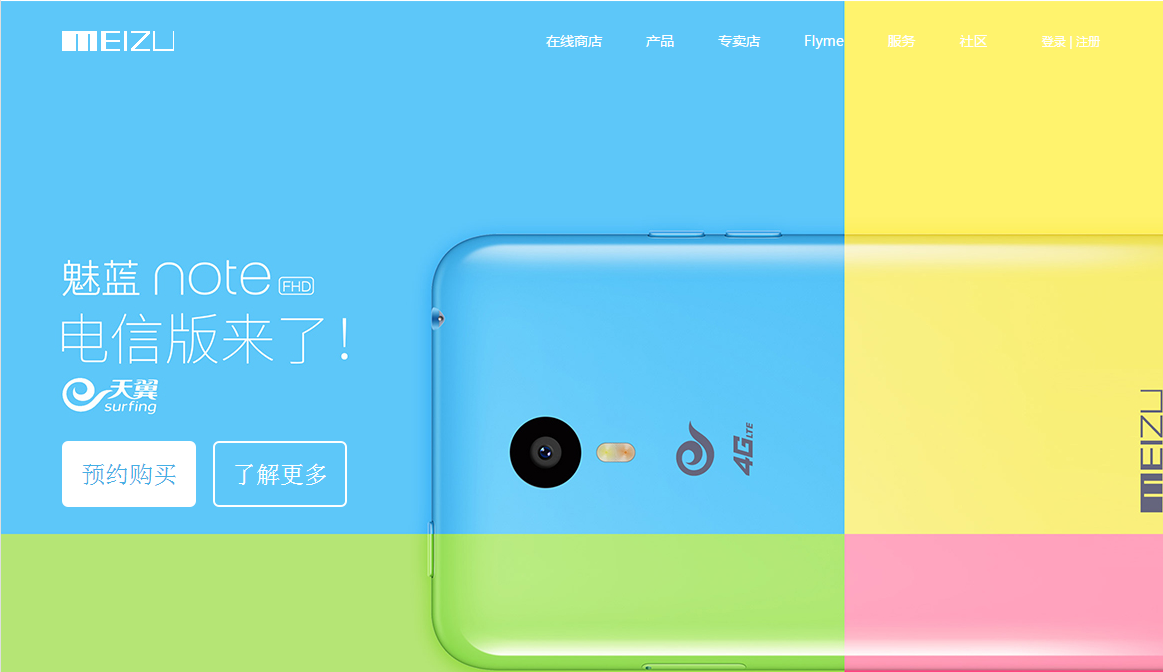 MEIZU
在线商店 产品 专卖店 Flyme 服务 社区 登录 | 注册
魅蓝 note FHD
电信版来了!
天翼
surfing
预约购买 了解更多
4G LTE
MEIZU